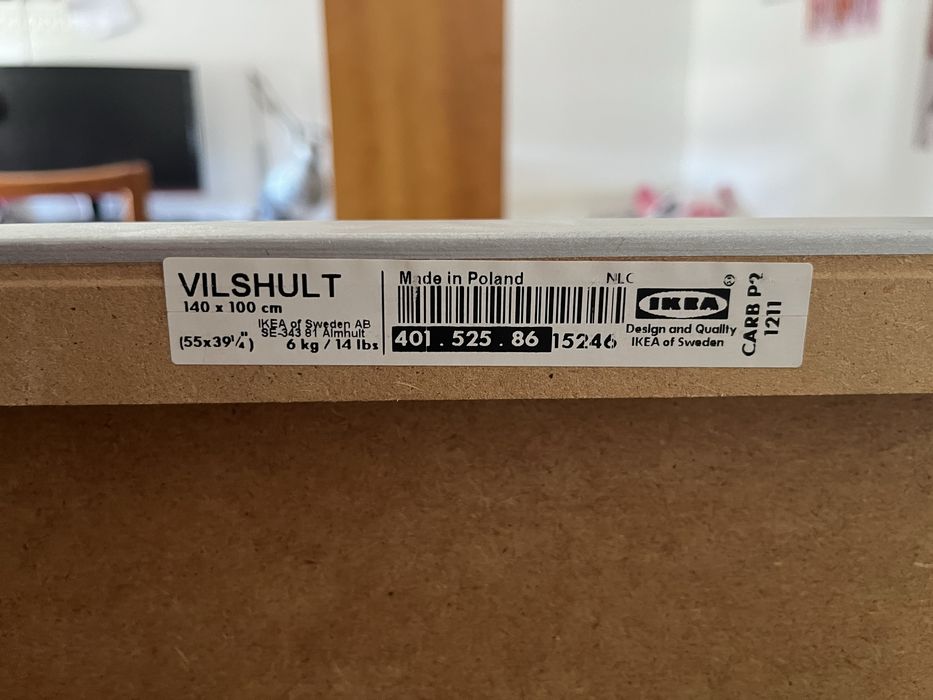 VILSHULT
140 x 100 cm
IKEA of Sweden AB
SE-343 81 Älmhult
(55x39¼")
6 kg / 14 lbs
Made in Poland
NLC
401.525.86
15246
IKEA®
Design and Quality
IKEA of Sweden
CARB P2
1211